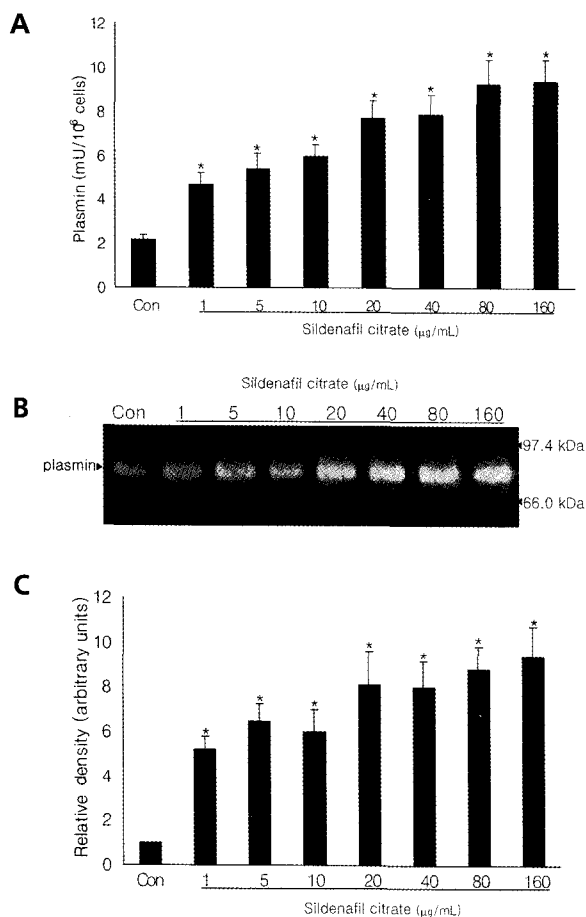 A
Plasmin (mU/10⁶ cells)
12
10
8
6
4
2
0
* * * * * * *
Con 1 5 10 20 40 80 160
Sildenafil citrate (μg/mL)
B
Sildenafil citrate (μg/mL)
Con 1 5 10 20 40 80 160
plasmin
97.4 kDa
66.0 kDa
C
Relative density (arbitrary units)
12
10
8
6
4
2
0
* * * * * * *
Con 1 5 10 20 40 80 160
Sildenafil citrate (μg/mL)